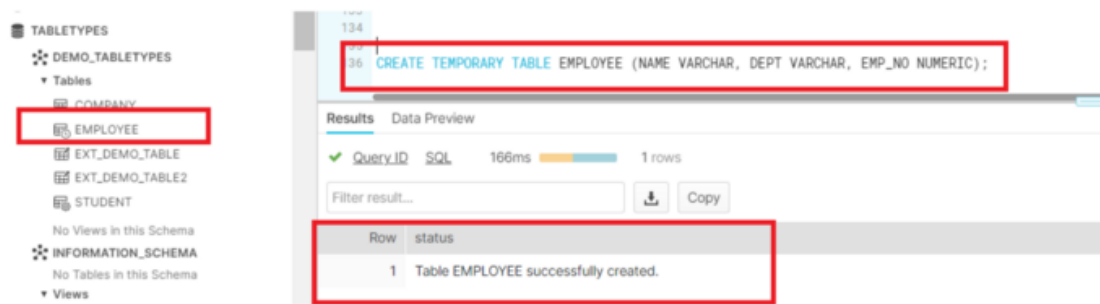 TABLETYPES
DEMO_TABLETYPES
Tables
COMPANY
EMPLOYEE
EXT_DEMO_TABLE
EXT_DEMO_TABLE2
STUDENT
No Views in this Schema
INFORMATION_SCHEMA
No Tables in this Schema
Views
134
136 CREATE TEMPORARY TABLE EMPLOYEE (NAME VARCHAR, DEPT VARCHAR, EMP_NO NUMERIC);
Results Data Preview
Query ID SQL 166ms 1 rows
Filter result... Copy
Row status
1 Table EMPLOYEE successfully created.